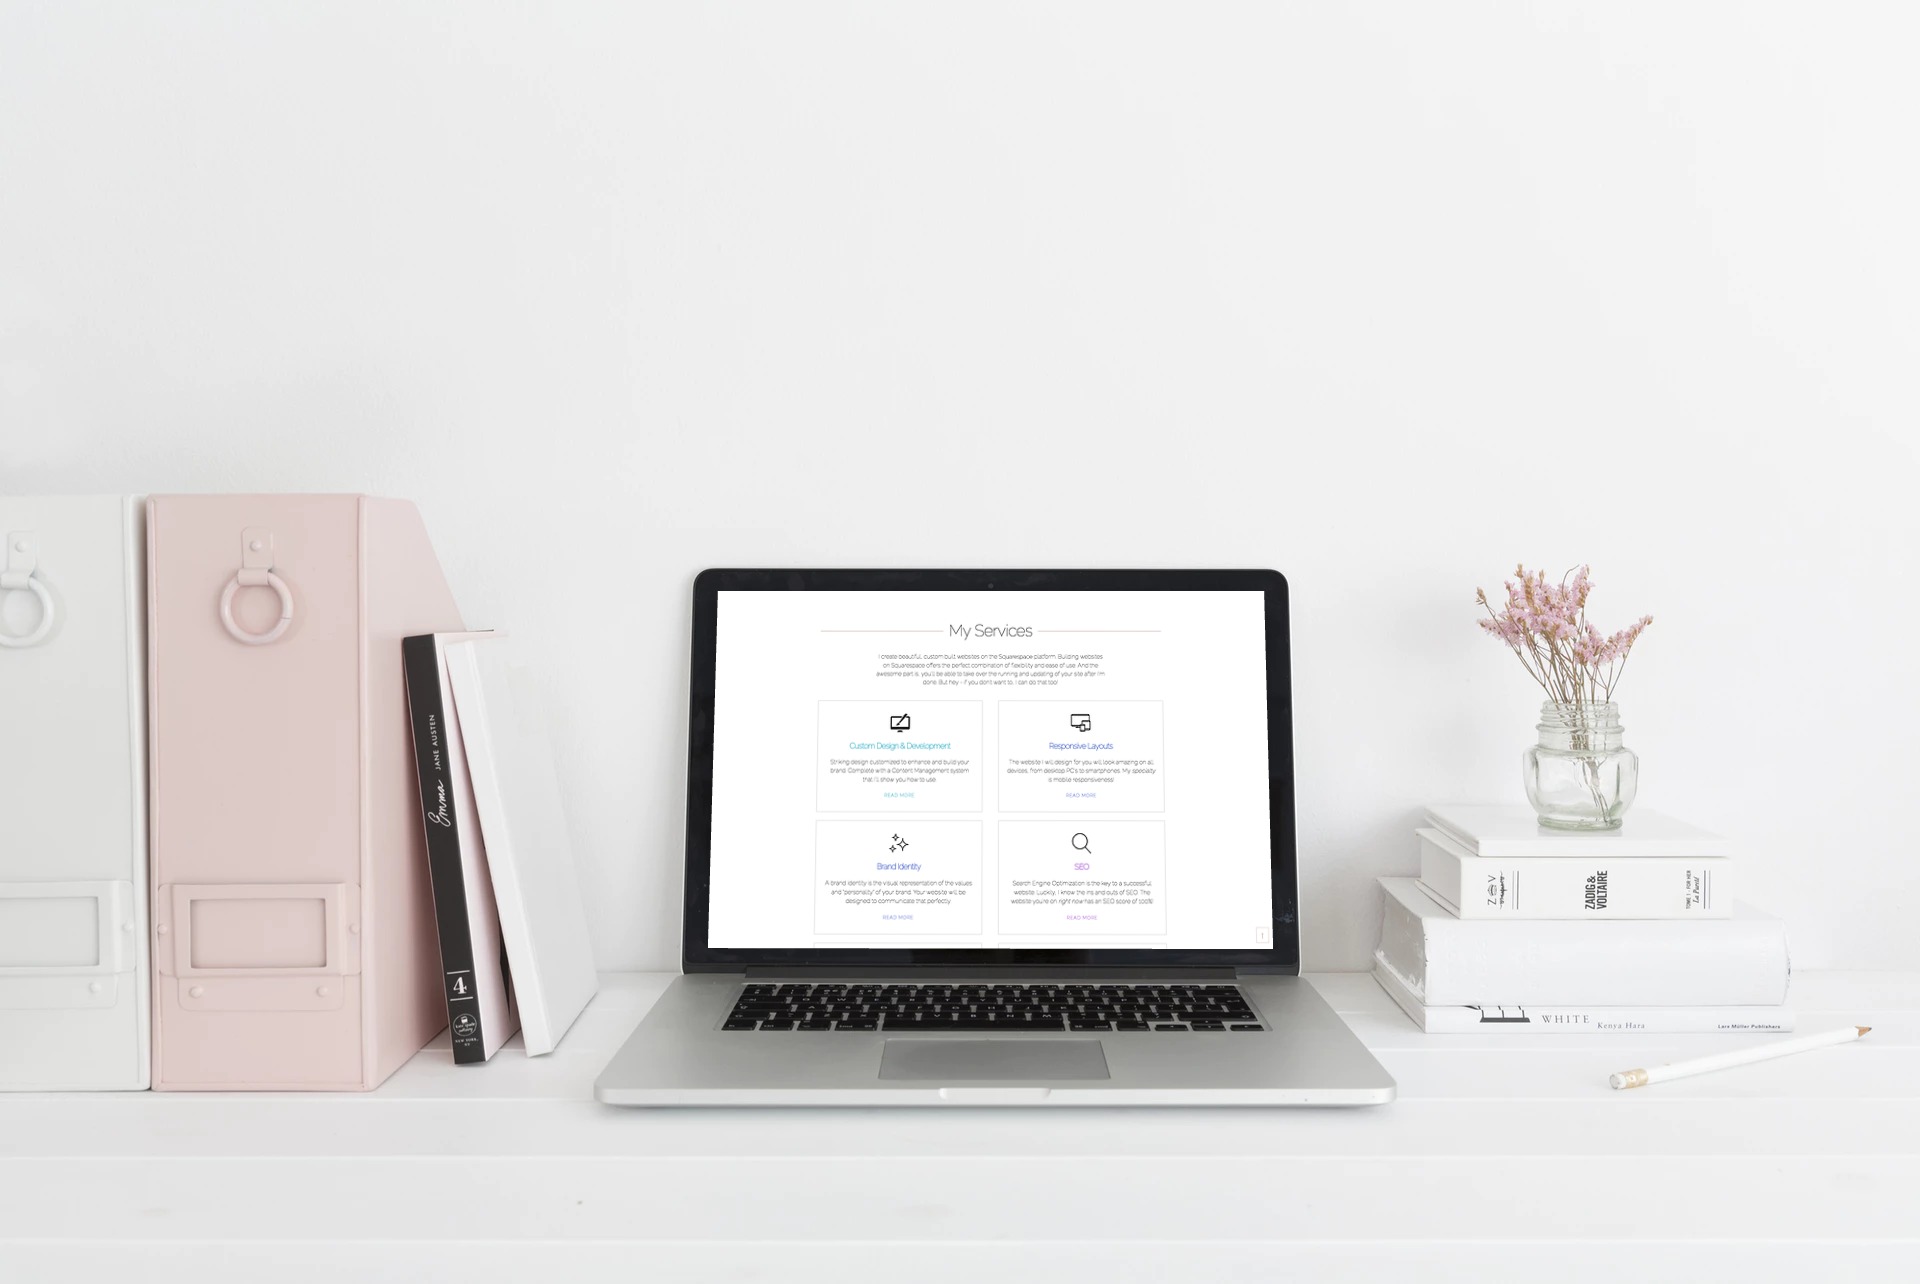 JANE AUSTEN
Emma
4
NEW YORK,
My Services
I create beautiful, custom built websites on the Squarespace platform. Building websites
on Squarespace offers the perfect combination of flexibility and ease of use. And the
awesome part is, you'll be able to take over the running and updating of your site after I'm
done. But hey - if you don't want to, I can do that too!
Custom Design & Development
Striking design customized to enhance and build your
brand. Complete with a Content Management system
that I'll show you how to use.
READ MORE
Responsive Layouts
The website I will design for you will look amazing on all
devices, from desktop PC's to smartphones. My specialty
is mobile responsiveness!
READ MORE
Brand Identity
A brand identity is the visual representation of the values
and "personality" of your brand. Your website will be
designed to communicate that perfectly.
READ MORE
SEO
Search Engine Optimization is the key to a successful
website. Luckily, I know the ins and outs of SEO. The
website you're on right now has an SEO score of 100%!
READ MORE
Z V
ZADIG &
VOLTAIRE
TOME 1 - FOR HER
La Pureté
WHITE Kenya Hara Lars Müller Publishers